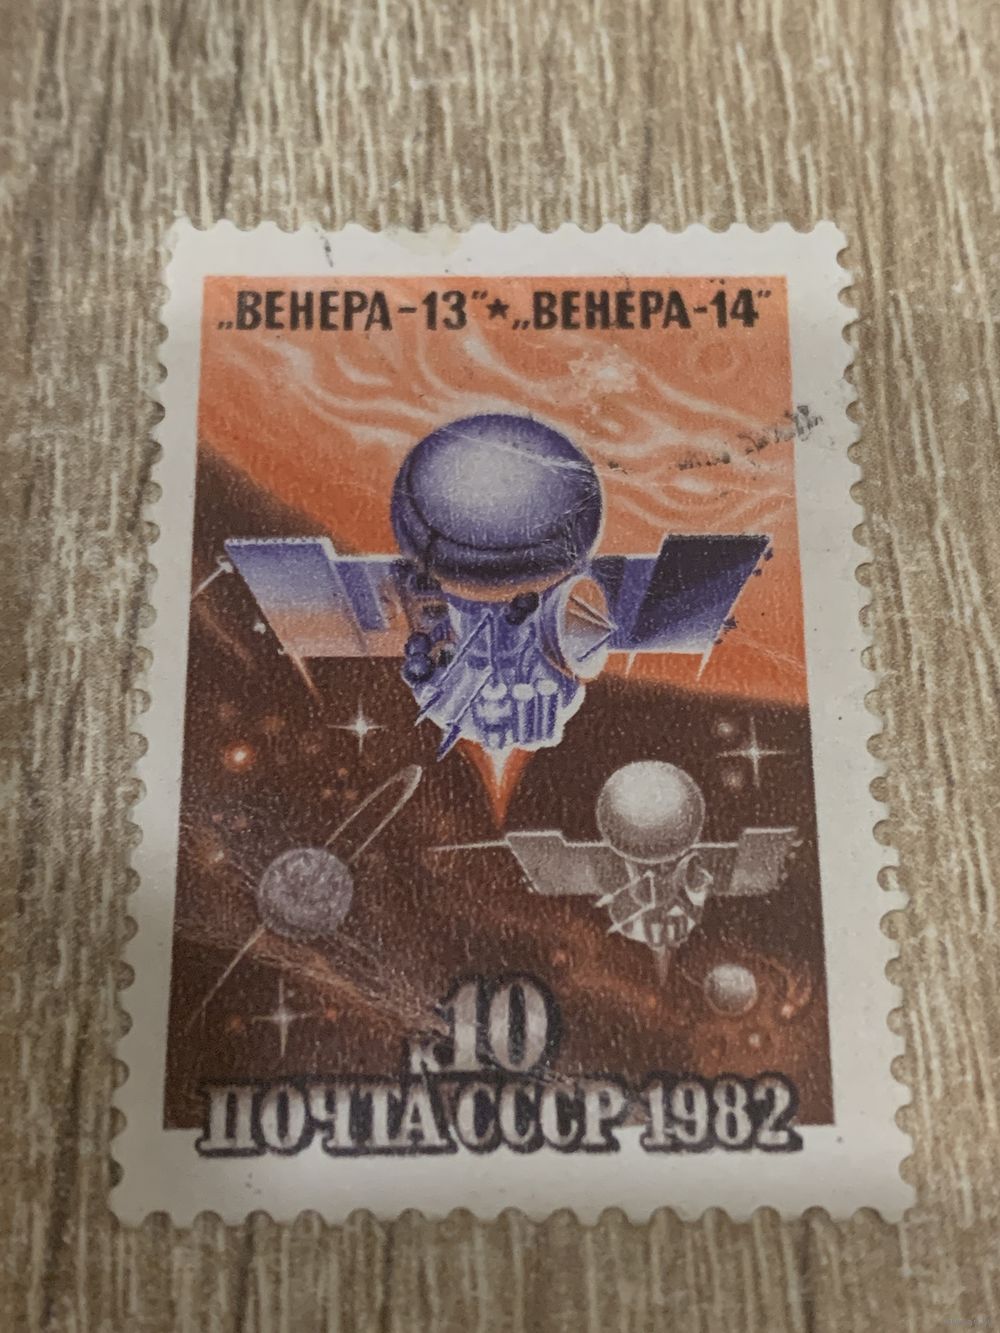 „ВЕНЕРА-13” ★ „ВЕНЕРА-14”
к10
ПОЧТА СССР 1982